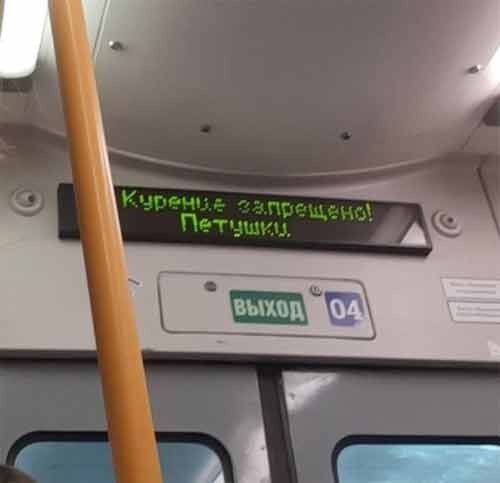 Курение запрещено!
Петушки.
ВЫХОД 04